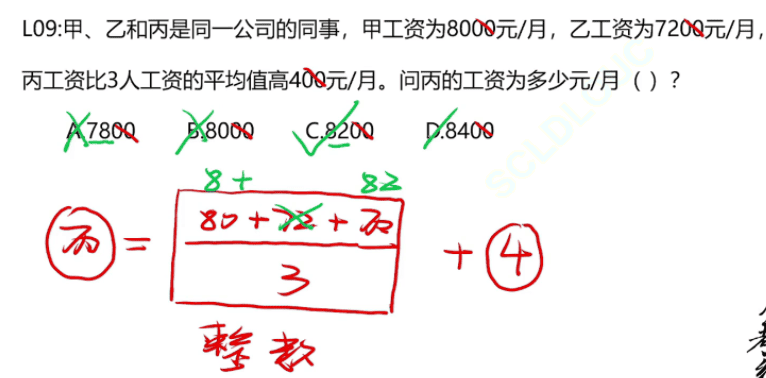 L09:甲、乙和丙是同一公司的同事，甲工资为8000元/月，乙工资为7200元/月，
丙工资比3人工资的平均值高400元/月。问丙的工资为多少元/月（ ）？
A.7800 B.8000 C.8200 D.8400
8+ 82
丙 = 80+72+丙 + 4
3
整数
SCLDLOGIC